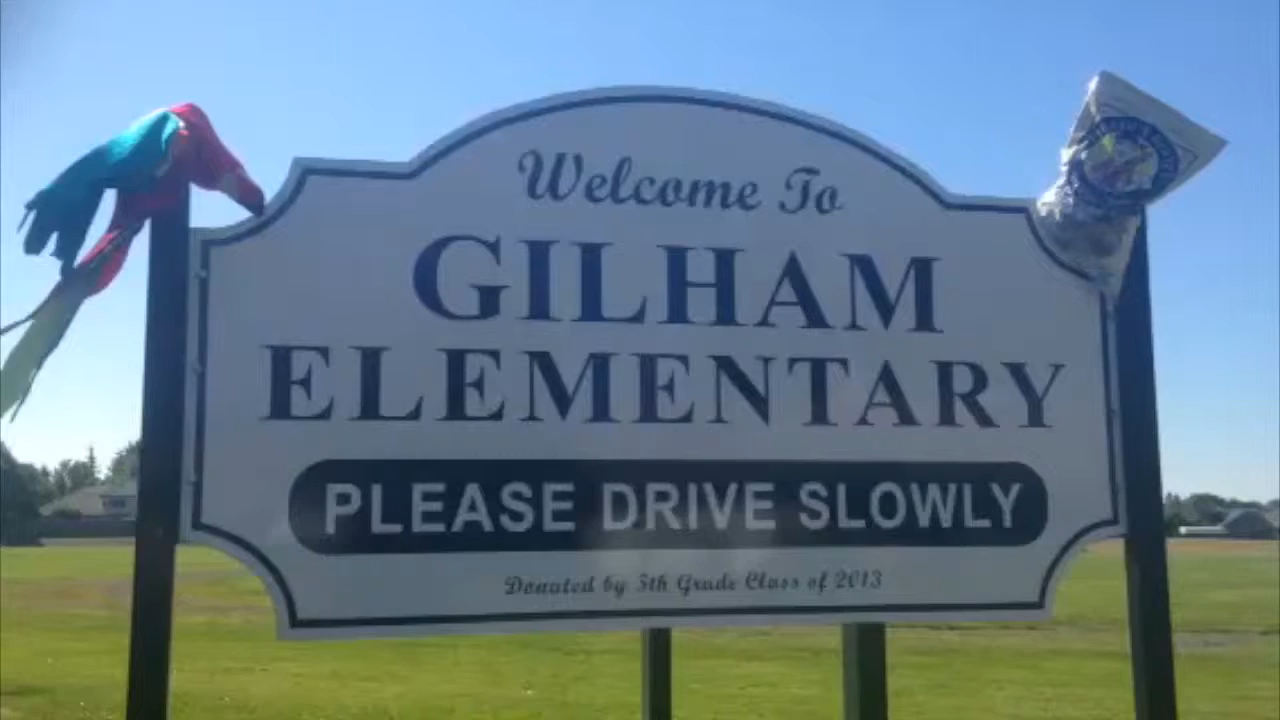 Welcome To
GILHAM
ELEMENTARY
PLEASE DRIVE SLOWLY
Donated by 5th Grade Class of 2013